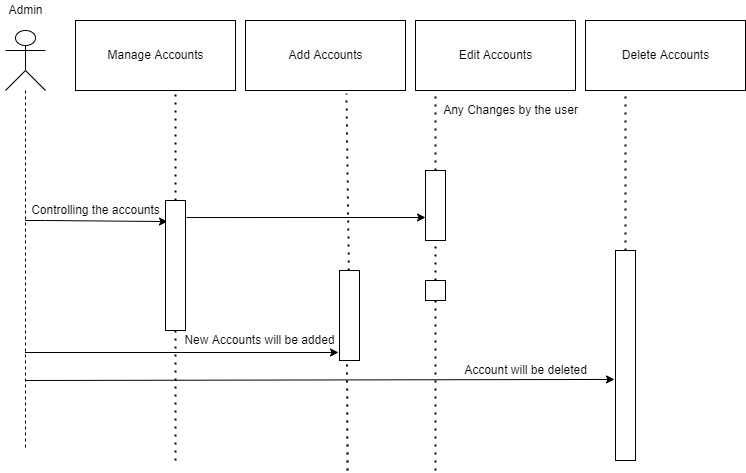 Admin
Manage Accounts
Add Accounts
Edit Accounts
Delete Accounts
Any Changes by the user
Controlling the accounts
New Accounts will be added
Account will be deleted